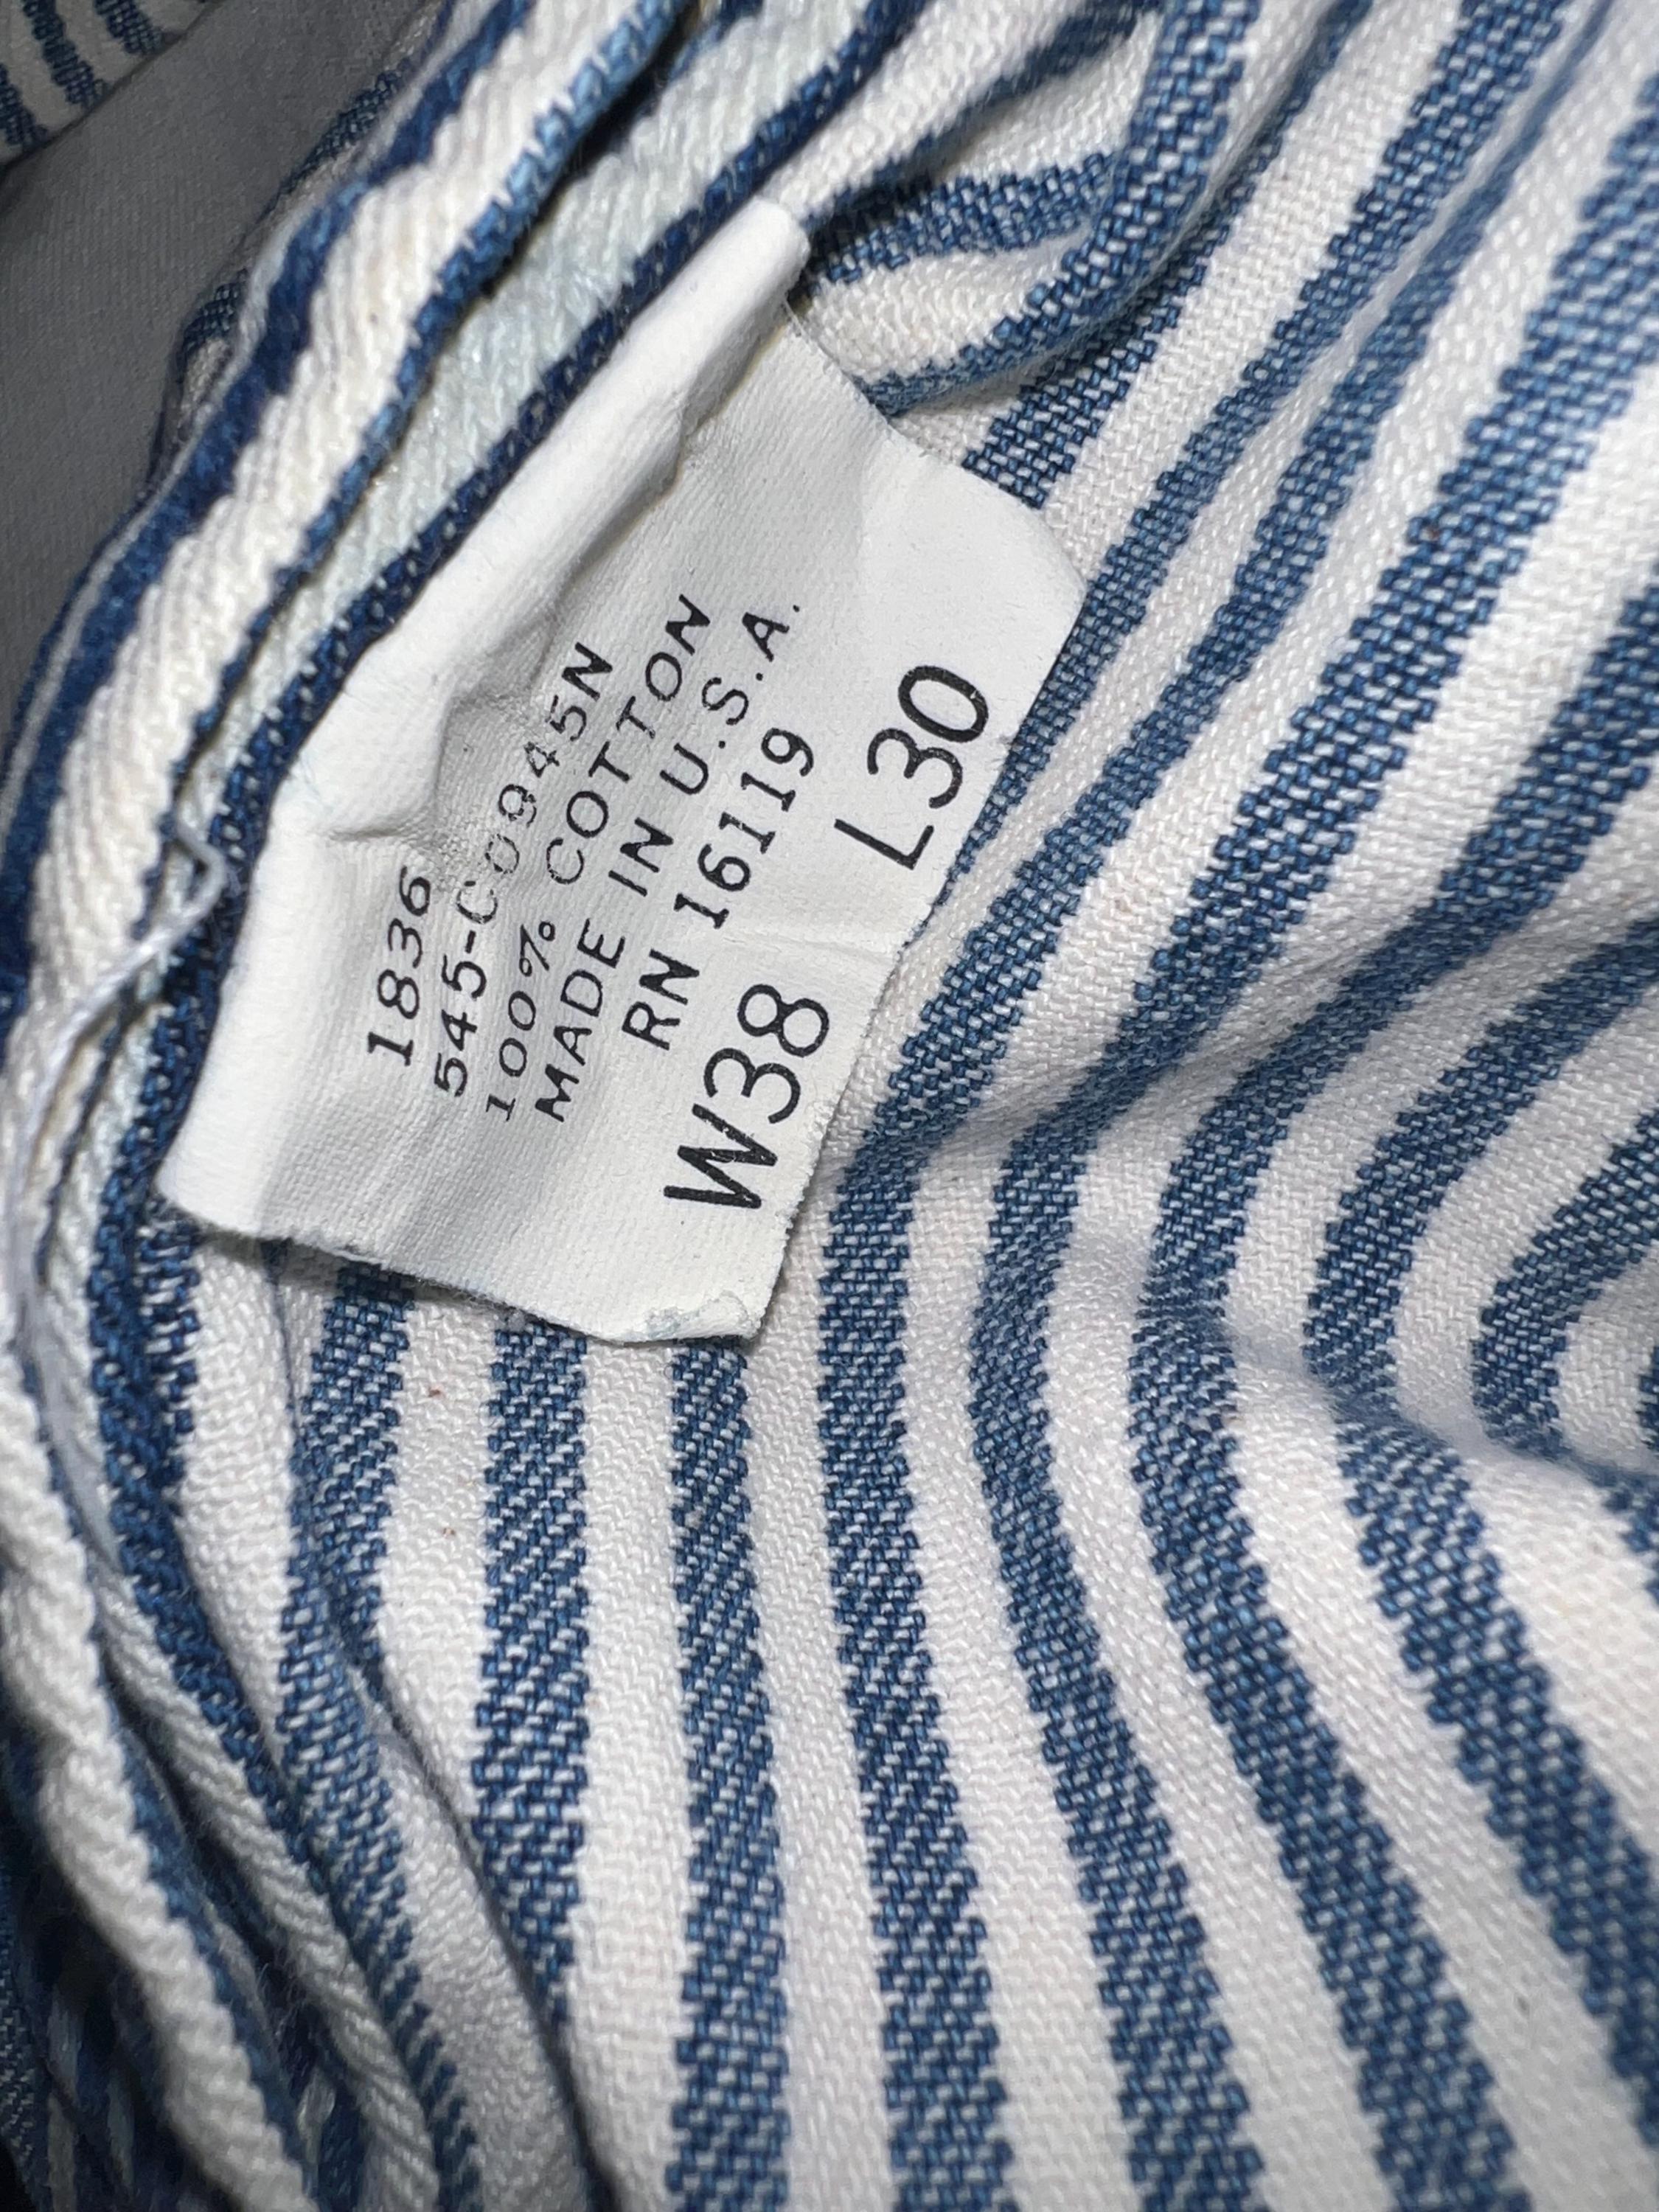 1836
545-C0945N
100% COTTON
MADE IN U.S.A.
RN 16119
W38 L30